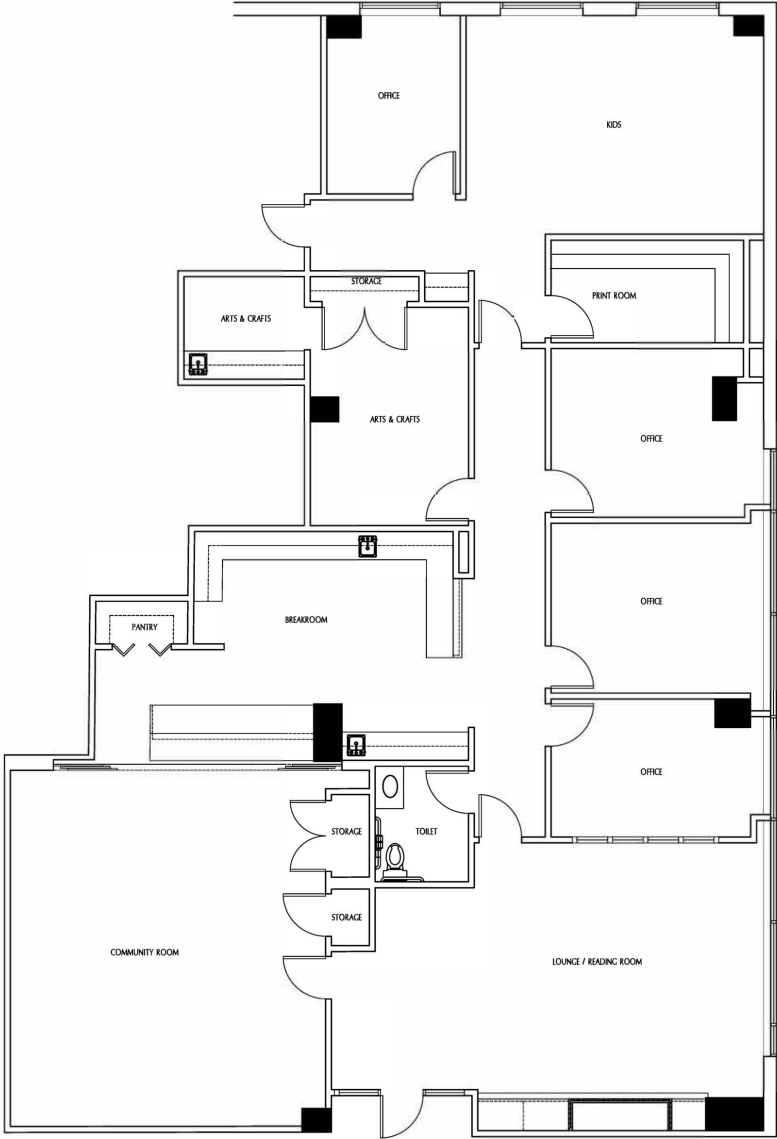 OFFICE
KIDS
STORAGE
PRINT ROOM
ARTS & CRAFTS
ARTS & CRAFTS
OFFICE
OFFICE
BREAKROOM
PANTRY
OFFICE
STORAGE
TOILET
STORAGE
COMMUNITY ROOM
LOUNGE / READING ROOM